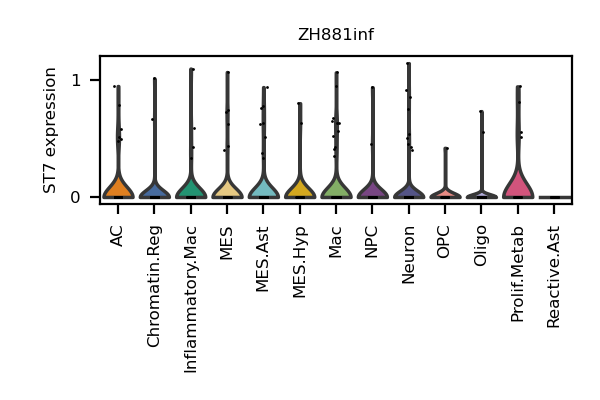 ZH881inf
ST7 expression
1
0
AC
Chromatin.Reg
Inflammatory.Mac
MES
MES.Ast
MES.Hyp
Mac
NPC
Neuron
OPC
Oligo
Prolif.Metab
Reactive.Ast